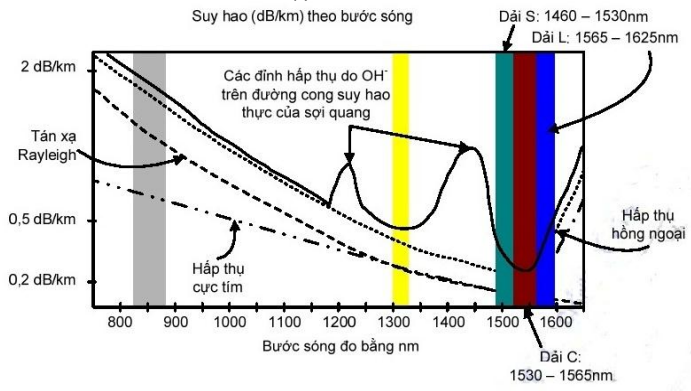 Suy hao (dB/km) theo bước sóng
Dải S: 1460 – 1530nm
Dải L: 1565 – 1625nm
2 dB/km
Các đỉnh hấp thụ do OH⁻
trên đường cong suy hao
thực của sợi quang
Tán xạ
Rayleigh
0,5 dB/km
Hấp thụ
hồng ngoại
Hấp thụ
cực tím
0,2 dB/km
800 900 1000 1100 1200 1300 1400 1500 1600
Bước sóng đo bằng nm
Dải C:
1530 – 1565nm